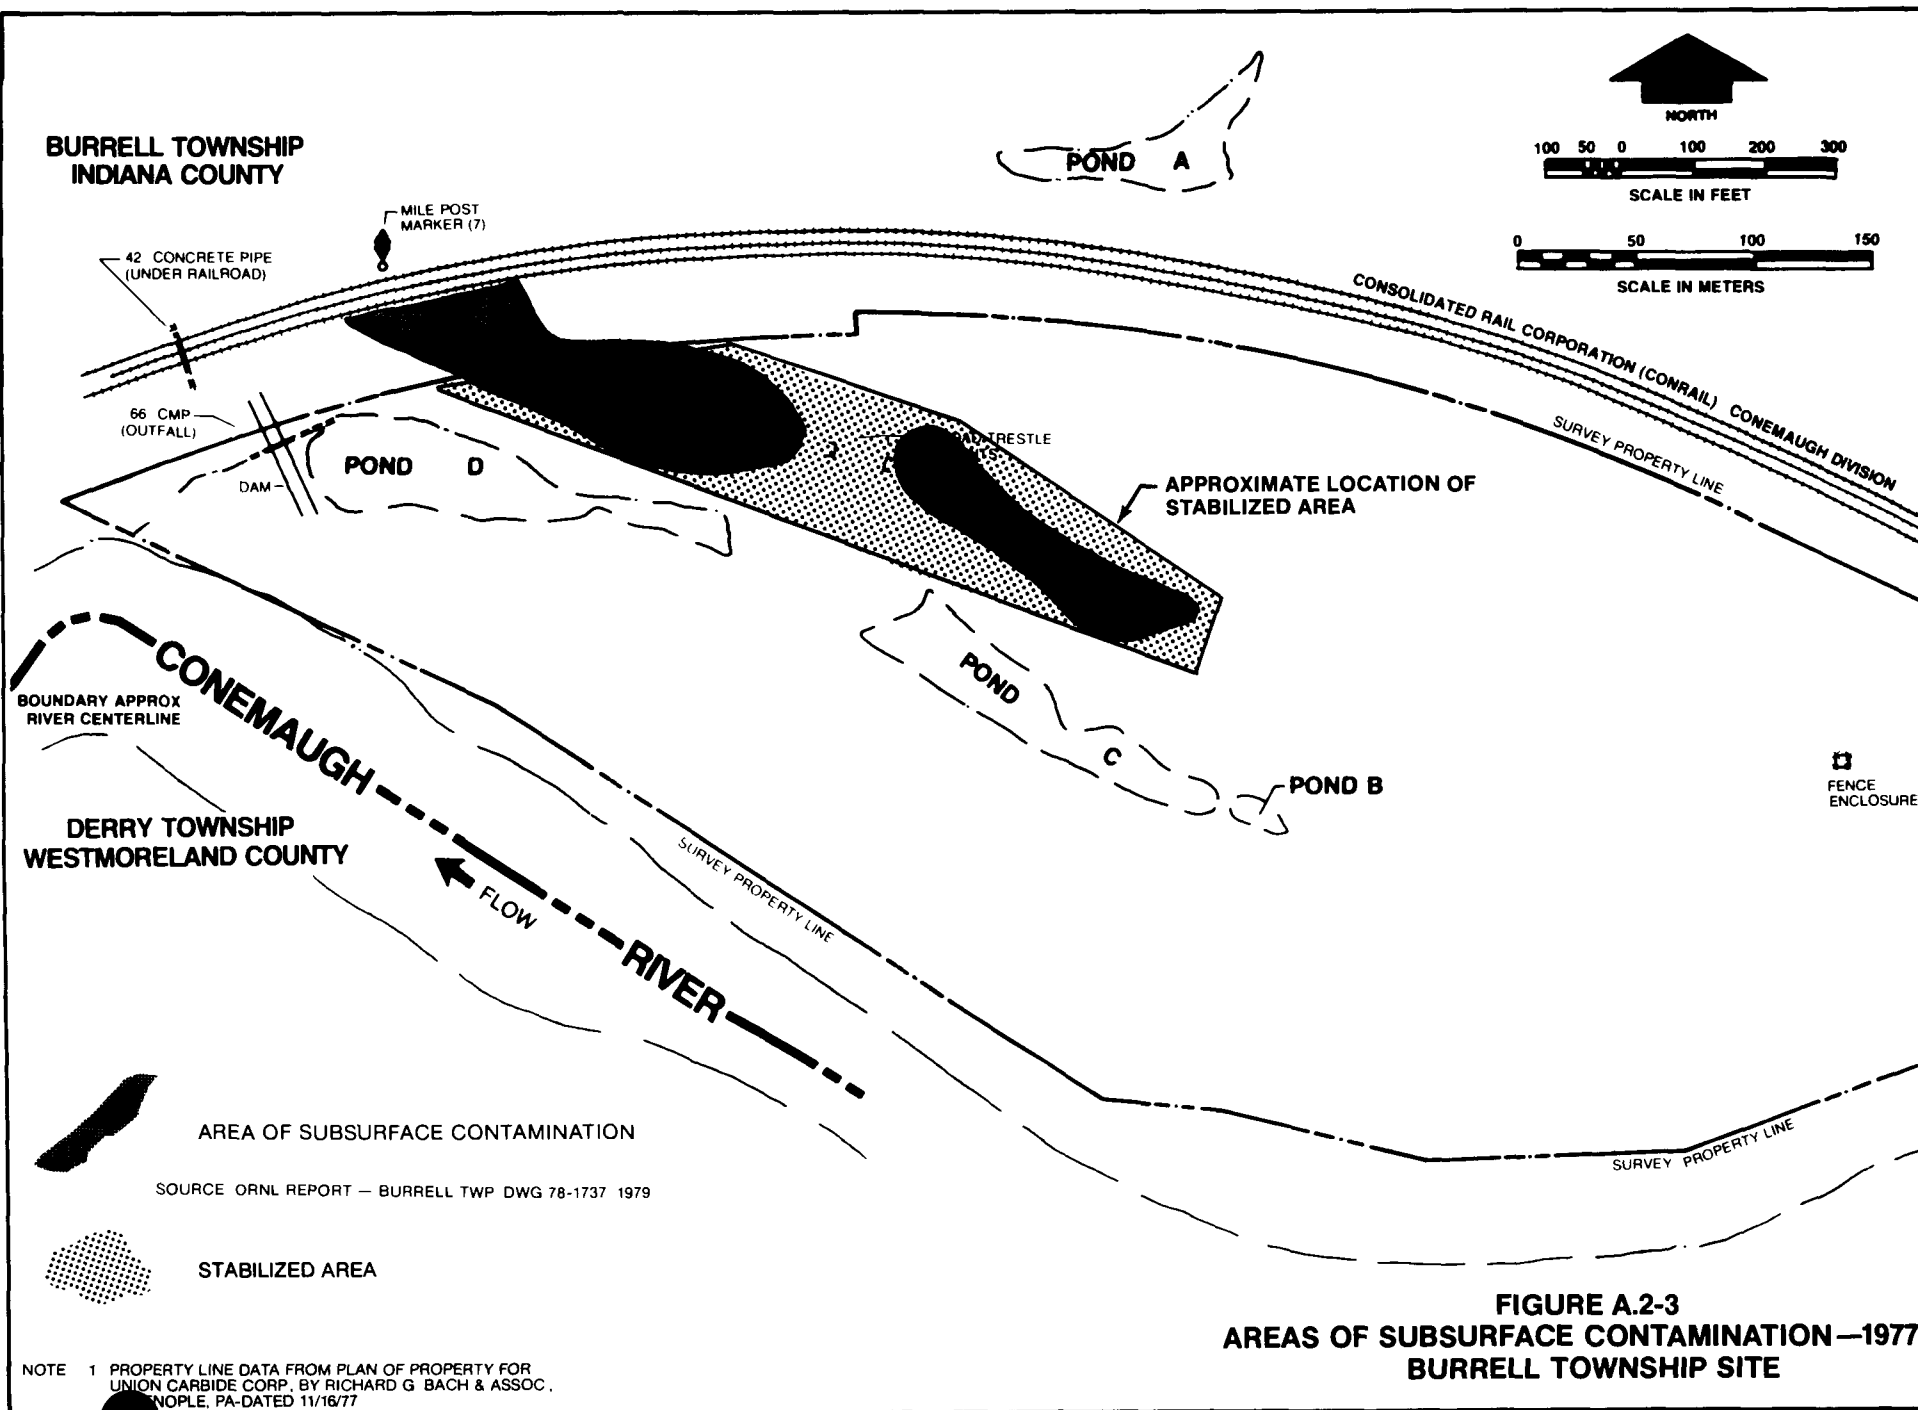 BURRELL TOWNSHIP
INDIANA COUNTY
MILE POST
MARKER (7)
42 CONCRETE PIPE
(UNDER RAILROAD)
POND A
NORTH
100 50 0 100 200 300
SCALE IN FEET
0 50 100 150
SCALE IN METERS
CONSOLIDATED RAIL CORPORATION (CONRAIL) CONEMAUGH DIVISION
SURVEY PROPERTY LINE
66 CMP
(OUTFALL)
DAM
POND D
TRESTLE
APPROXIMATE LOCATION OF
STABILIZED AREA
POND
C
POND B
FENCE
ENCLOSURE
CONEMAUGH
RIVER
BOUNDARY APPROX
RIVER CENTERLINE
DERRY TOWNSHIP
WESTMORELAND COUNTY
FLOW
SURVEY PROPERTY LINE
SURVEY PROPERTY LINE
AREA OF SUBSURFACE CONTAMINATION
SOURCE ORNL REPORT — BURRELL TWP DWG 78-1737 1979
STABILIZED AREA
NOTE 1 PROPERTY LINE DATA FROM PLAN OF PROPERTY FOR
UNION CARBIDE CORP, BY RICHARD G BACH & ASSOC,
NOPLE, PA-DATED 11/16/77
FIGURE A.2-3
AREAS OF SUBSURFACE CONTAMINATION—1977
BURRELL TOWNSHIP SITE